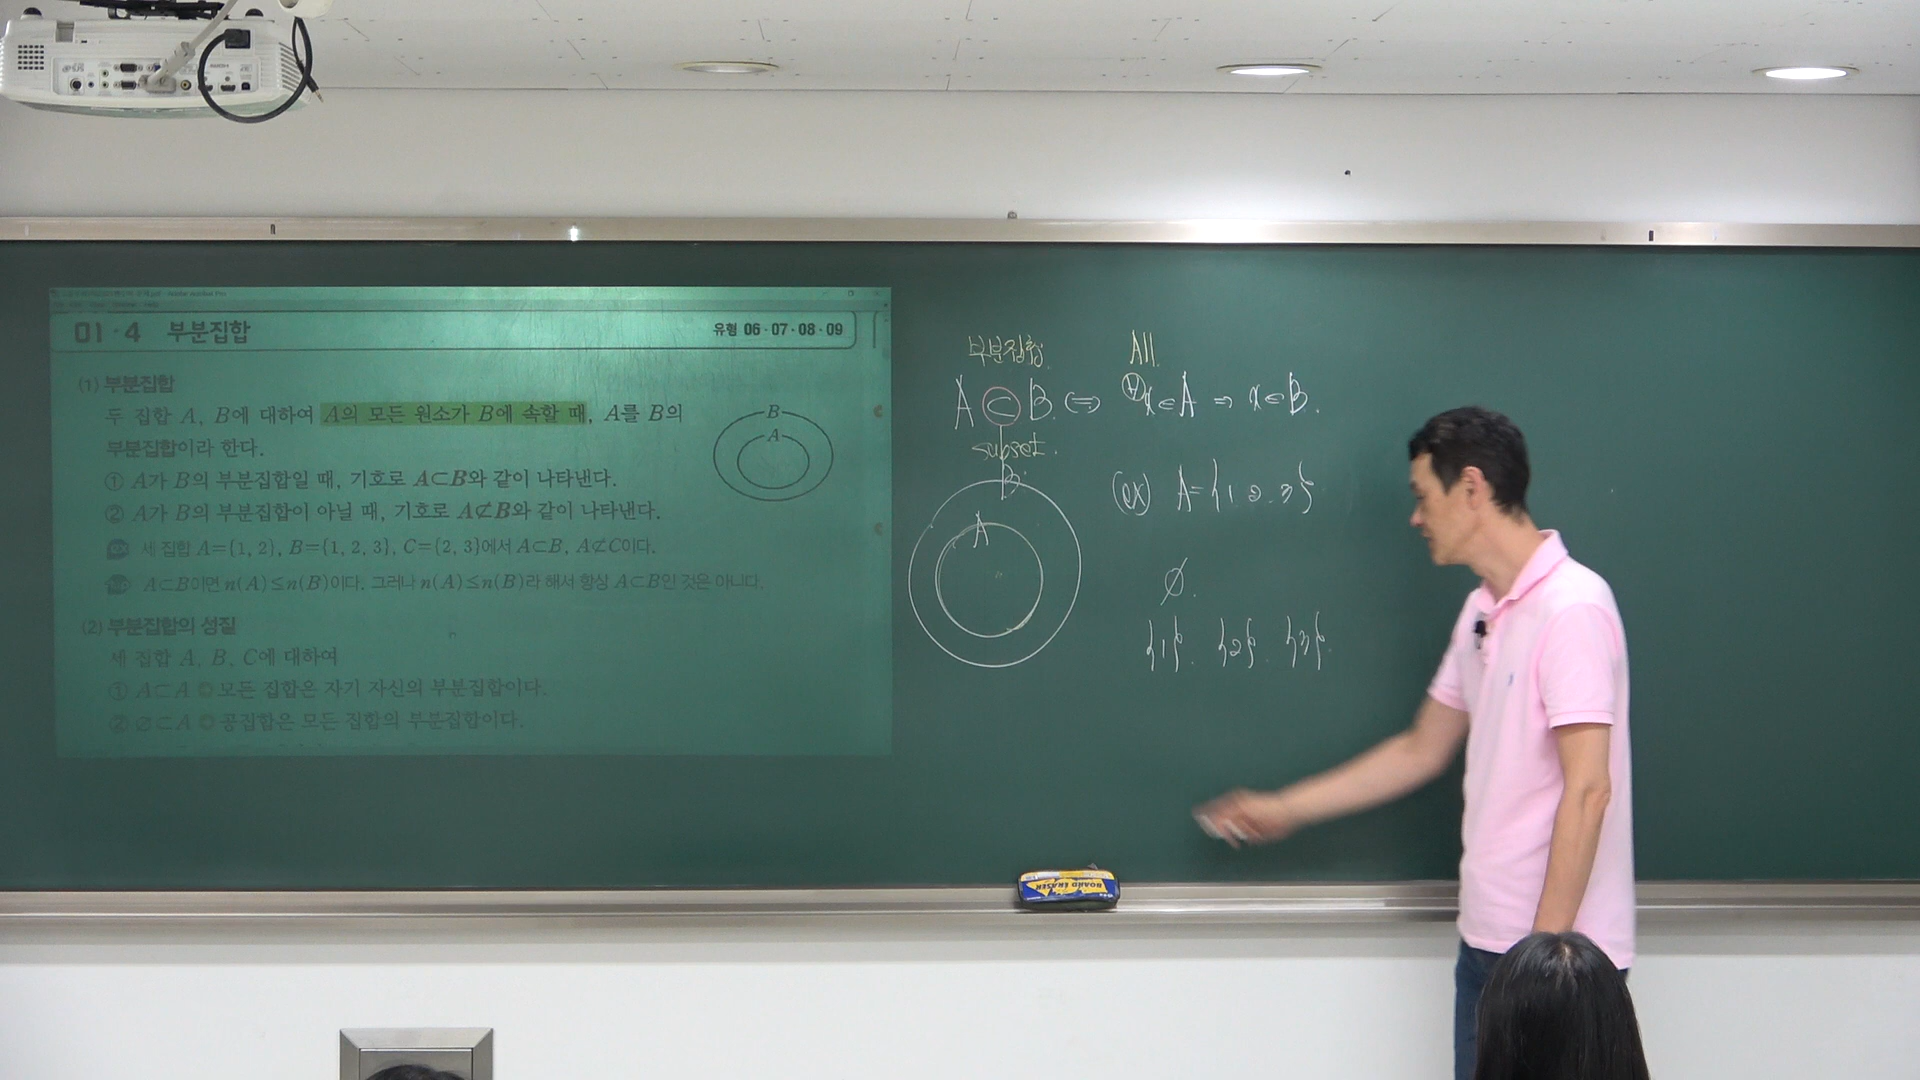 01·4 부분집합
유형 06·07·08·09
(1) 부분집합
두 집합 A, B에 대하여 A의 모든 원소가 B에 속할 때, A를 B의
부분집합이라 한다.
① A가 B의 부분집합일 때, 기호로 A⊂B와 같이 나타낸다.
② A가 B의 부분집합이 아닐 때, 기호로 A⊄B와 같이 나타낸다.
세 집합 A={1, 2}, B={1, 2, 3}, C={2, 3}에서 A⊂B, A⊄C이다.
A⊂B이면 n(A)≤n(B)이다. 그러나 n(A)≤n(B)라 해서 항상 A⊂B인 것은 아니다.
B
A
(2) 부분집합의 성질
세 집합 A, B, C에 대하여
① A⊂A ◎ 모든 집합은 자기 자신의 부분집합이다.
② ∅⊂A ◎ 공집합은 모든 집합의 부분집합이다.
부분집합. All.
A ⊂ B. ⇔ ∀x∈A ⇒ x∈B.
subset.
B
A
(ex) A={1, 2, 3}
∅.
{1}. {2}. {3}.
BOARD ERASER